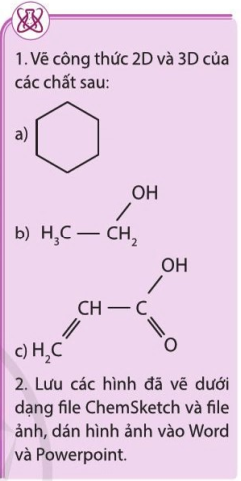 1. Vẽ công thức 2D và 3D của
các chất sau:
a)
OH
b) H₃C — CH₂
OH
CH — C
c) H₂C
O
2. Lưu các hình đã vẽ dưới
dạng file ChemSketch và file
ảnh, dán hình ảnh vào Word
và Powerpoint.